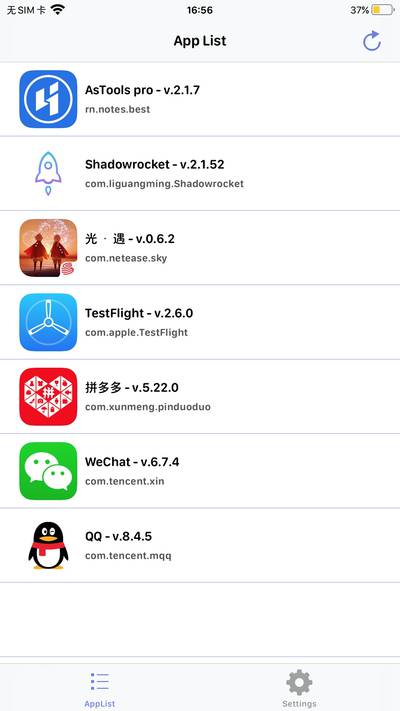 无SIM卡 16:56 37%
App List
AsTools pro - v.2.1.7
rn.notes.best
Shadowrocket - v.2.1.52
com.liguangming.Shadowrocket
光·遇 - v.0.6.2
com.netease.sky
TestFlight - v.2.6.0
com.apple.TestFlight
拼
拼多多 - v.5.22.0
com.xunmeng.pinduoduo
WeChat - v.6.7.4
com.tencent.xin
QQ - v.8.4.5
com.tencent.mqq
AppList Settings